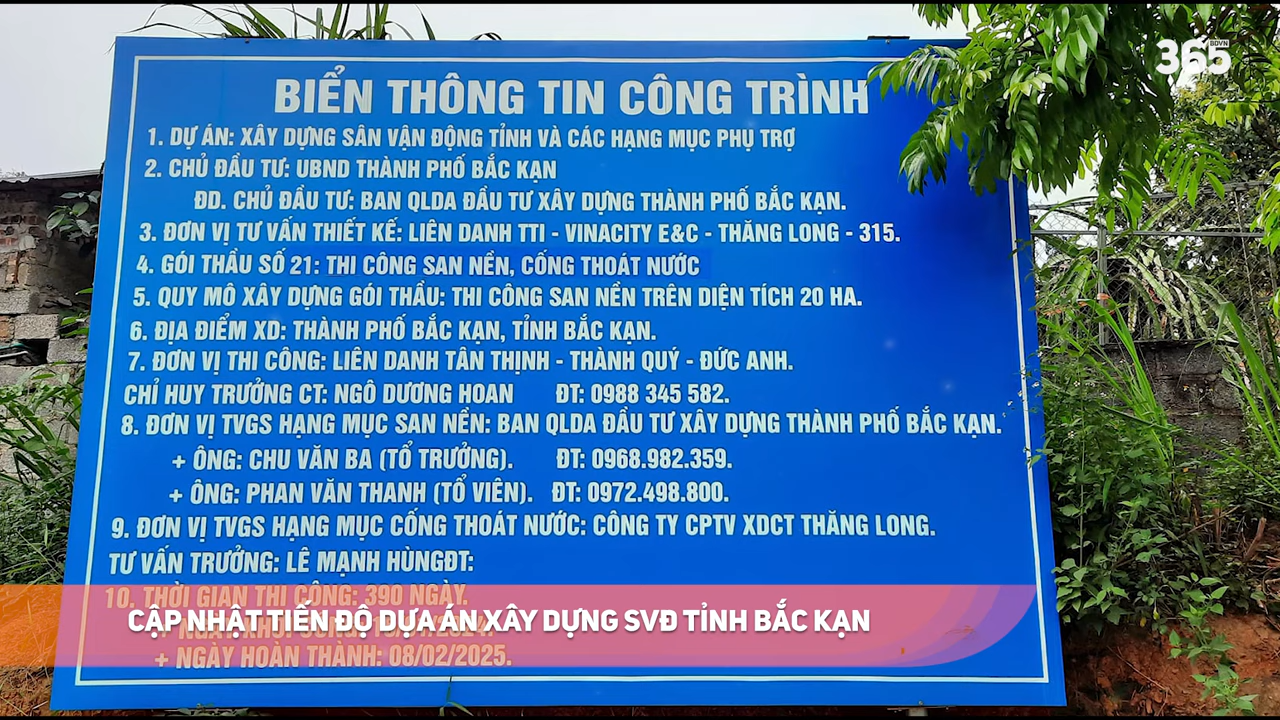 365
BDVN
BIỂN THÔNG TIN CÔNG TRÌNH
1. DỰ ÁN: XÂY DỰNG SÂN VẬN ĐỘNG TỈNH VÀ CÁC HẠNG MỤC PHỤ TRỢ
2. CHỦ ĐẦU TƯ: UBND THÀNH PHỐ BẮC KẠN
ĐD. CHỦ ĐẦU TƯ: BAN QLDA ĐẦU TƯ XÂY DỰNG THÀNH PHỐ BẮC KẠN.
3. ĐƠN VỊ TƯ VẤN THIẾT KẾ: LIÊN DANH TTI - VINACITY E&C - THĂNG LONG - 315.
4. GÓI THẦU SỐ 21: THI CÔNG SAN NỀN, CỐNG THOÁT NƯỚC
5. QUY MÔ XÂY DỰNG GÓI THẦU: THI CÔNG SAN NỀN TRÊN DIỆN TÍCH 20 HA.
6. ĐỊA ĐIỂM XD: THÀNH PHỐ BẮC KẠN, TỈNH BẮC KẠN.
7. ĐƠN VỊ THI CÔNG: LIÊN DANH TÂN THỊNH - THÀNH QUÝ - ĐỨC ANH.
CHỈ HUY TRƯỞNG CT: NGÔ DƯƠNG HOAN ĐT: 0988 345 582.
8. ĐƠN VỊ TVGS HẠNG MỤC SAN NỀN: BAN QLDA ĐẦU TƯ XÂY DỰNG THÀNH PHỐ BẮC KẠN.
+ ÔNG: CHU VĂN BA (TỔ TRƯỞNG). ĐT: 0968.982.359.
+ ÔNG: PHAN VĂN THANH (TỔ VIÊN). ĐT: 0972.498.800.
9. ĐƠN VỊ TVGS HẠNG MỤC CỐNG THOÁT NƯỚC: CÔNG TY CPTV XDCT THĂNG LONG.
TƯ VẤN TRƯỞNG: LÊ MẠNH HÙNGĐT:
10. THỜI GIAN THI CÔNG: 390 NGÀY.
CẬP NHẬT TIẾN ĐỘ DỰA ÁN XÂY DỰNG SVĐ TỈNH BẮC KẠN
+ NGÀY HOÀN THÀNH: 08/02/2025.